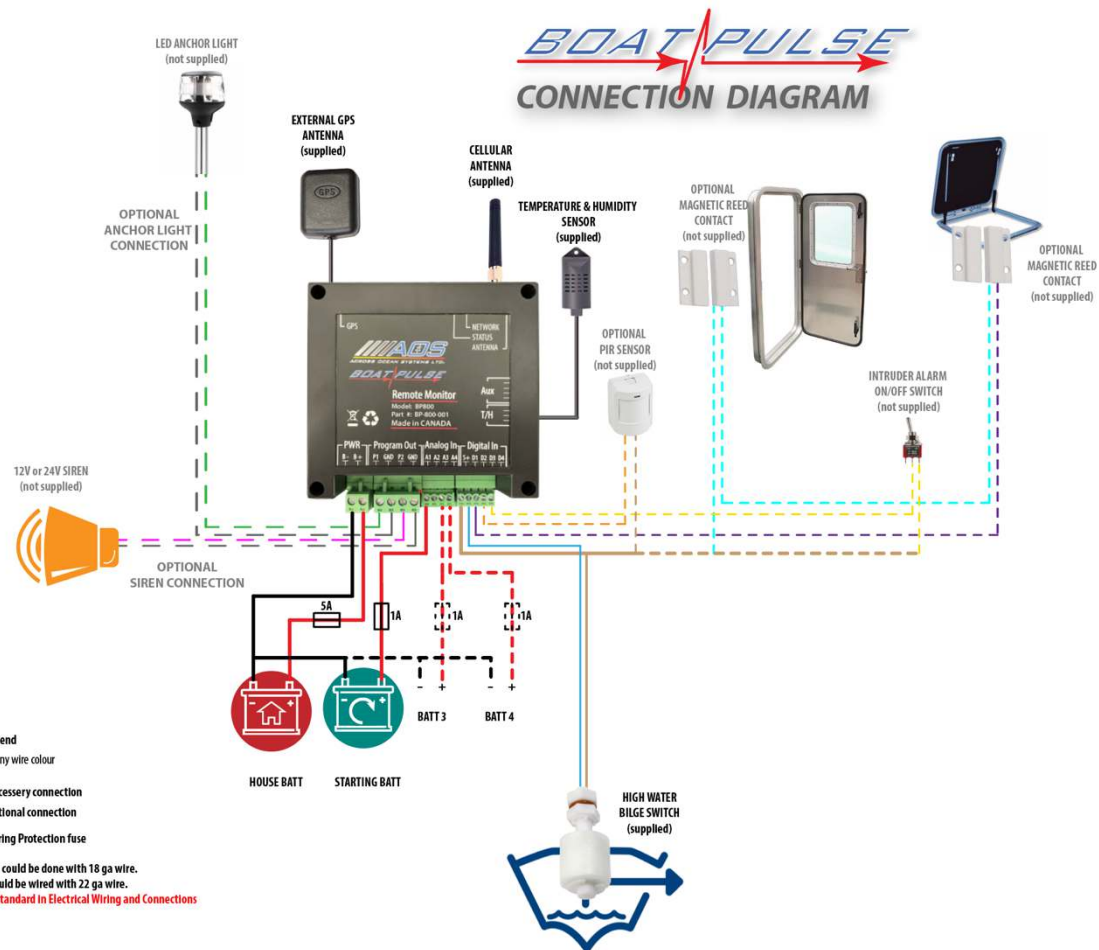 BOAT PULSE
CONNECTION DIAGRAM
LED ANCHOR LIGHT
(not supplied)
EXTERNAL GPS
ANTENNA
(supplied)
GPS
CELLULAR
ANTENNA
(supplied)
TEMPERATURE & HUMIDITY
SENSOR
(supplied)
OPTIONAL
ANCHOR LIGHT
CONNECTION
OPTIONAL
MAGNETIC REED
CONTACT
(not supplied)
OPTIONAL
MAGNETIC REED
CONTACT
(not supplied)
OPTIONAL
PIR SENSOR
(not supplied)
INTRUDER ALARM
ON/OFF SWITCH
(not supplied)
GPS
NETWORK
STATUS
ANTENNA
AOS
ACROSS OCEAN SYSTEMS LTD.
BOAT PULSE
Remote Monitor
Model: BP800
Part #: BP-800-001
Made in CANADA
Aux
T/H
PWR Program Out Analog In Digital In
B- B+ P1 GND P2 GND A1 A2 A3 A4 S+ D1 D2 D3 D4
12V or 24V SIREN
(not supplied)
OPTIONAL
SIREN CONNECTION
5A
1A
1A
1A
- +
- +
- +
- +
BATT 3
BATT 4
HOUSE BATT
STARTING BATT
HIGH WATER
BILGE SWITCH
(supplied)
end
ny wire colour
cessery connection
tional connection
ring Protection fuse
could be done with 18 ga wire.
uld be wired with 22 ga wire.
tandard in Electrical Wiring and Connections